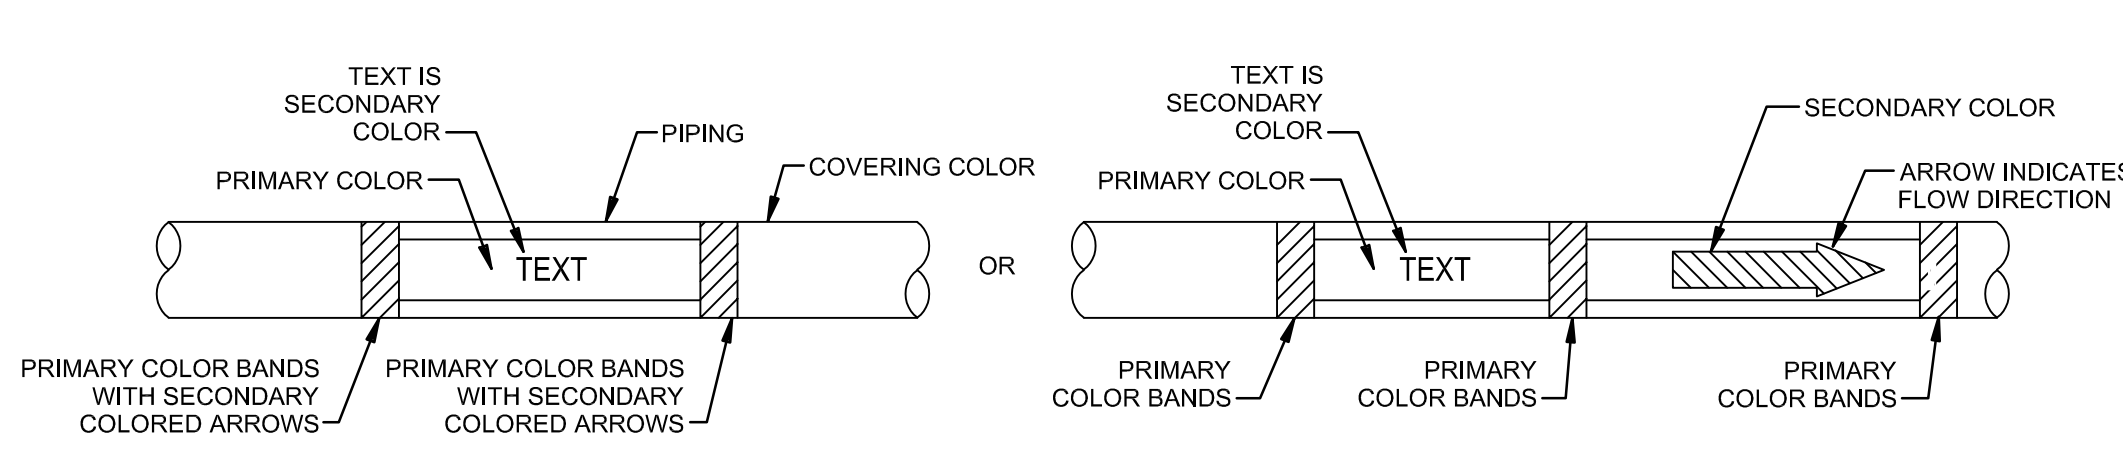 TEXT IS
SECONDARY
COLOR
PIPING
PRIMARY COLOR
COVERING COLOR
TEXT
PRIMARY COLOR BANDS
WITH SECONDARY
COLORED ARROWS
PRIMARY COLOR BANDS
WITH SECONDARY
COLORED ARROWS
OR
TEXT IS
SECONDARY
COLOR
PRIMARY COLOR
SECONDARY COLOR
ARROW INDICATES
FLOW DIRECTION
TEXT
PRIMARY
COLOR BANDS
PRIMARY
COLOR BANDS
PRIMARY
COLOR BANDS